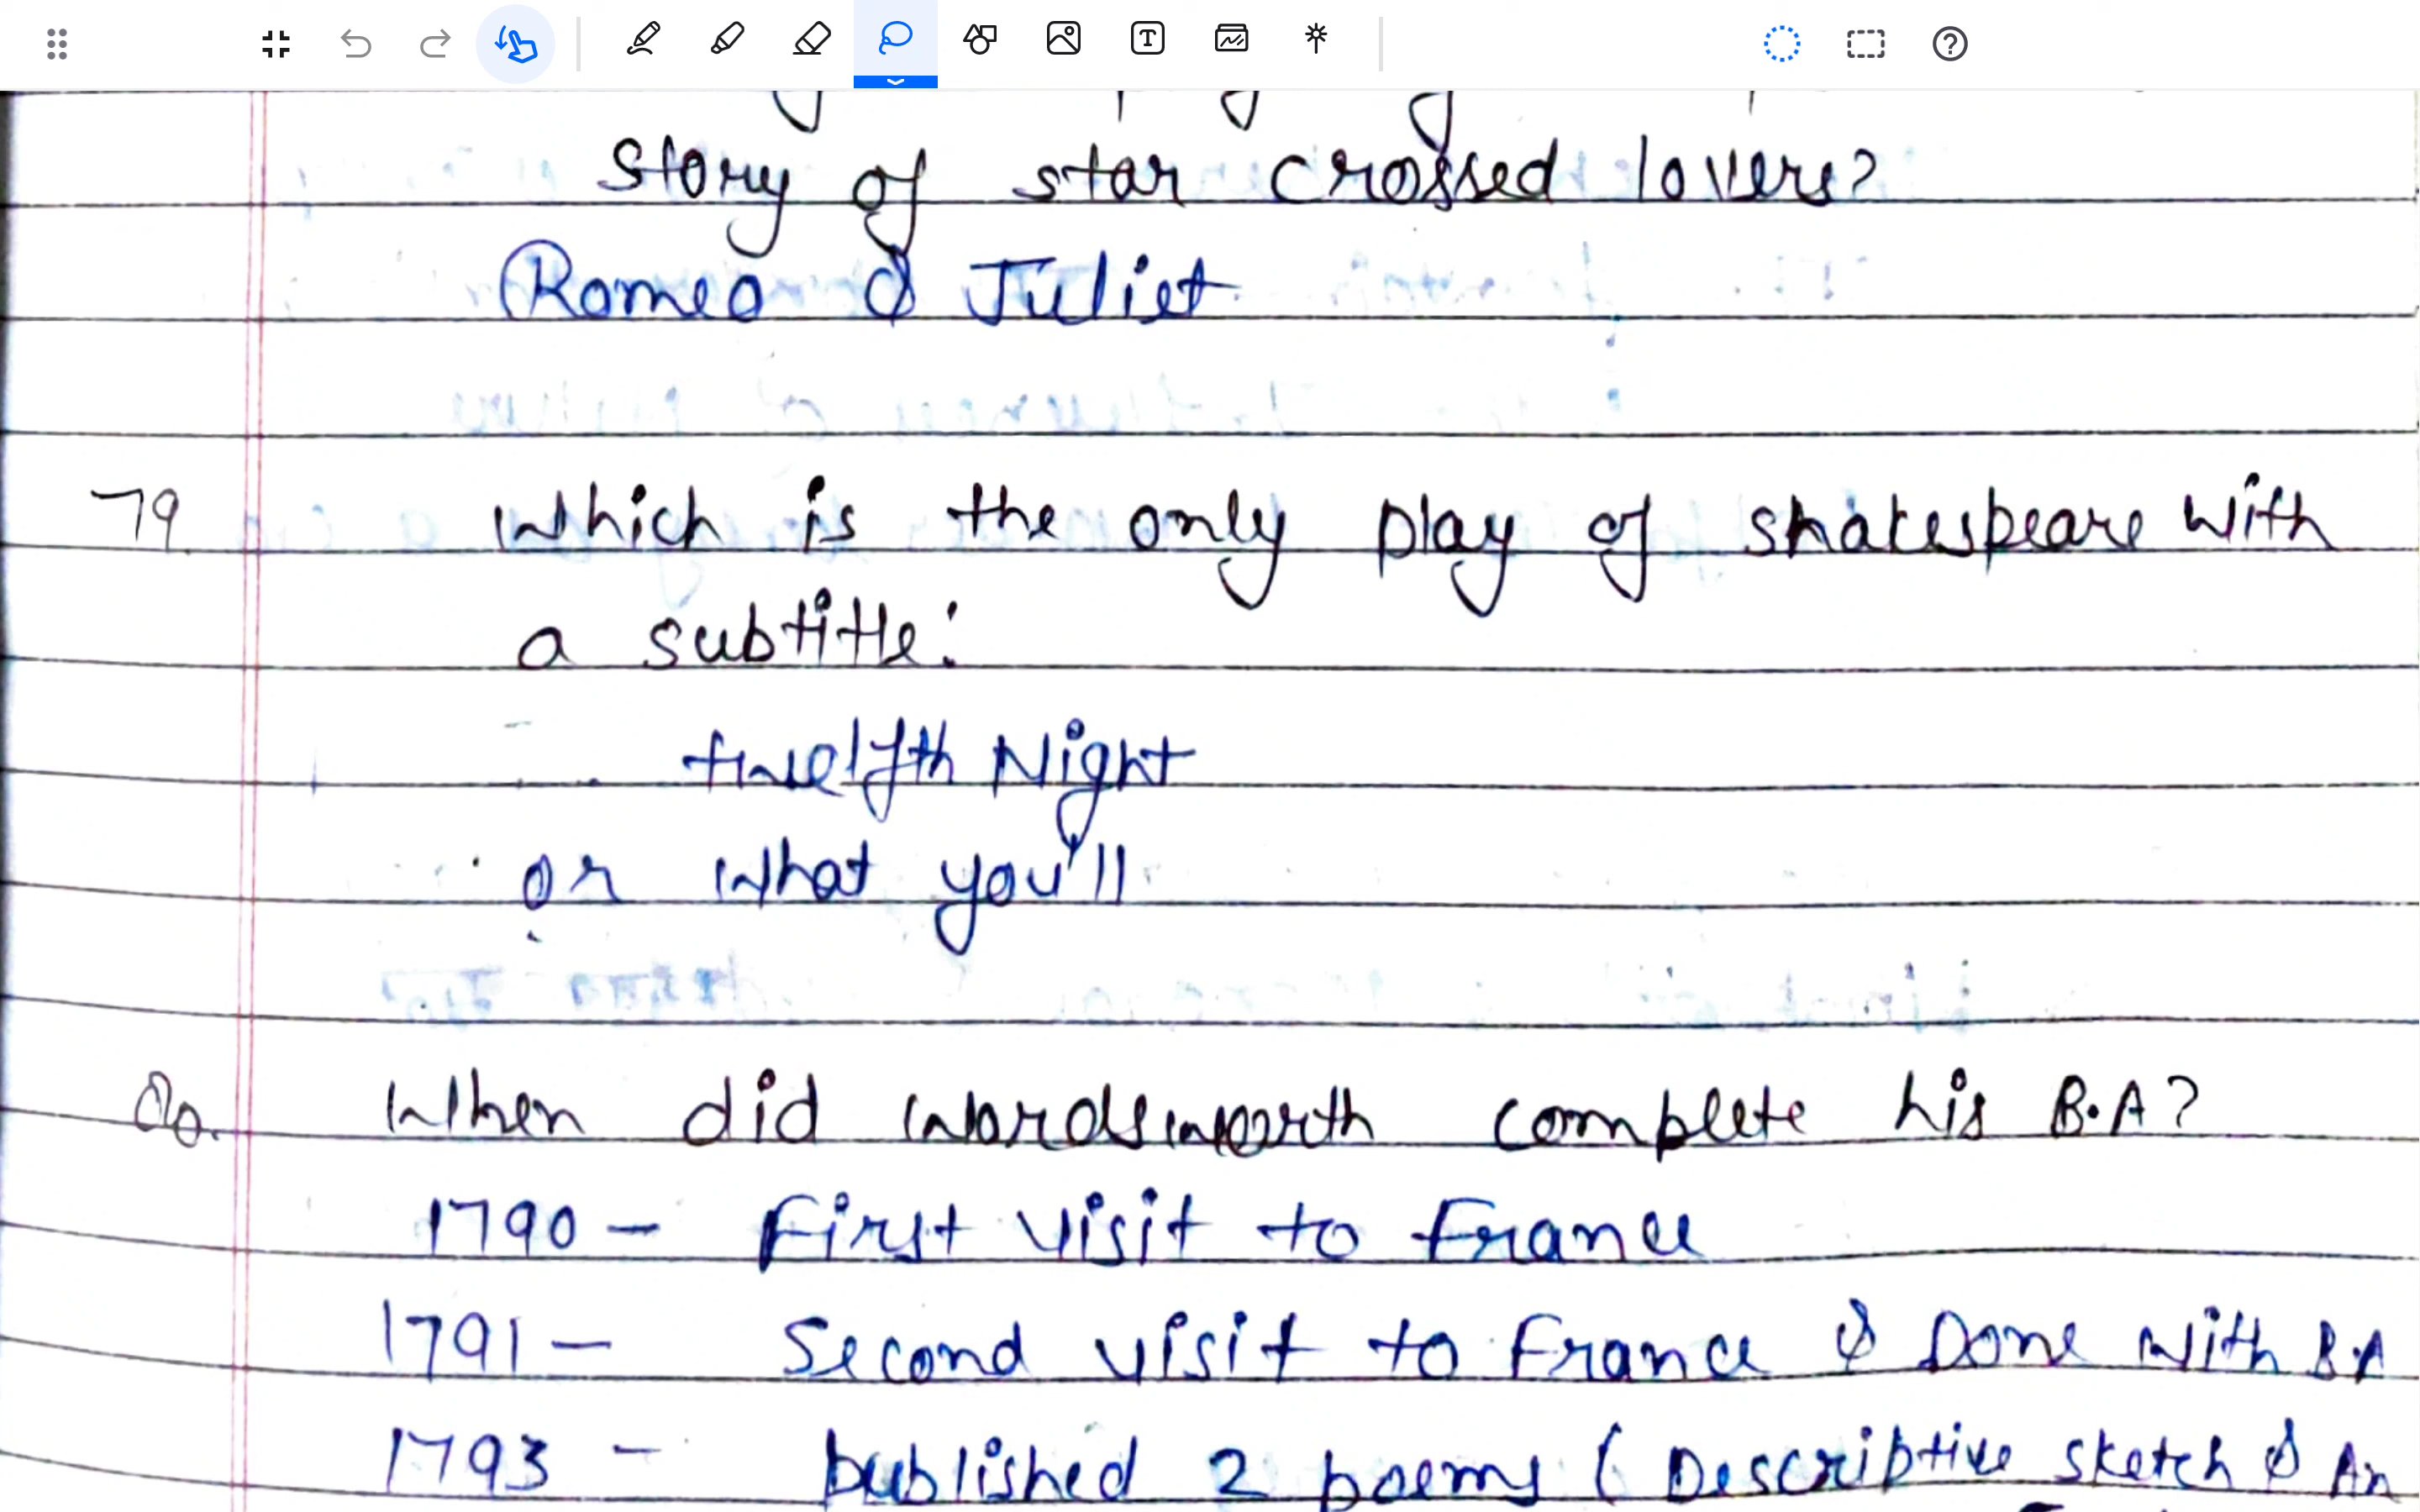 story of star crossed lovers?
Romeo & Juliet
79. Which is the only play of shakespeare with
a subtitle:
twelfth Night
or what you'll
80. When did wordsworth complete his B.A?
1790 - First visit to France
1791 - Second visit to France & Done with B.A
1793 - published 2 poems ( Descriptive sketch & An